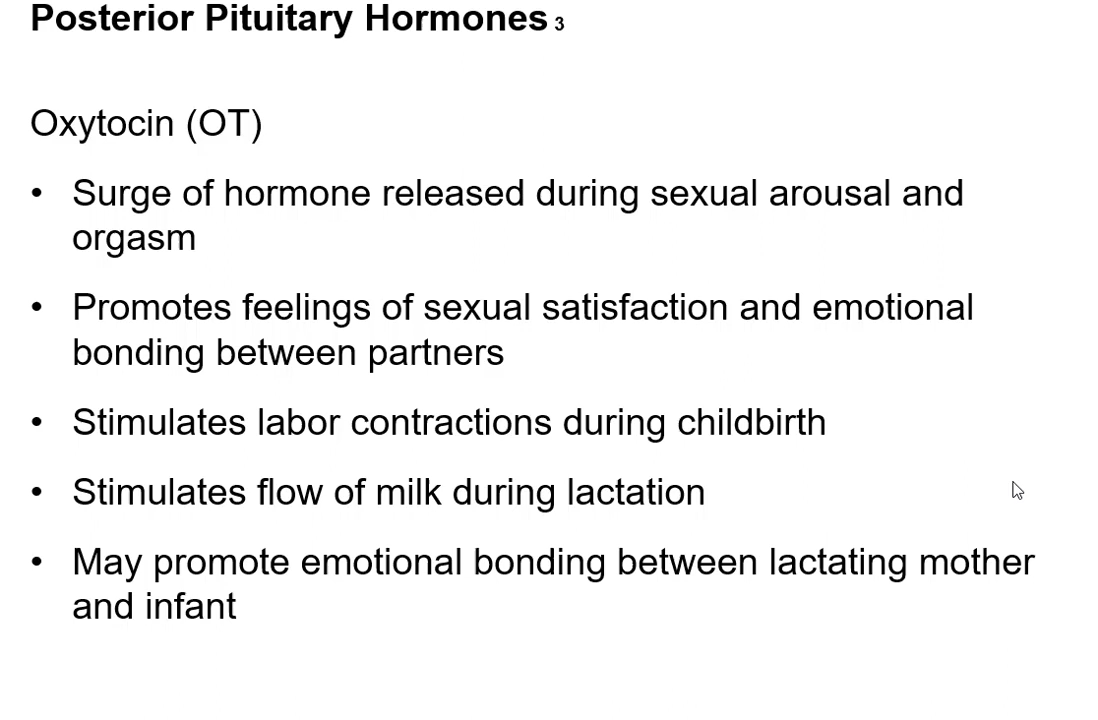 Posterior Pituitary Hormones 3
Oxytocin (OT)
• Surge of hormone released during sexual arousal and
orgasm
• Promotes feelings of sexual satisfaction and emotional
bonding between partners
• Stimulates labor contractions during childbirth
• Stimulates flow of milk during lactation
• May promote emotional bonding between lactating mother
and infant